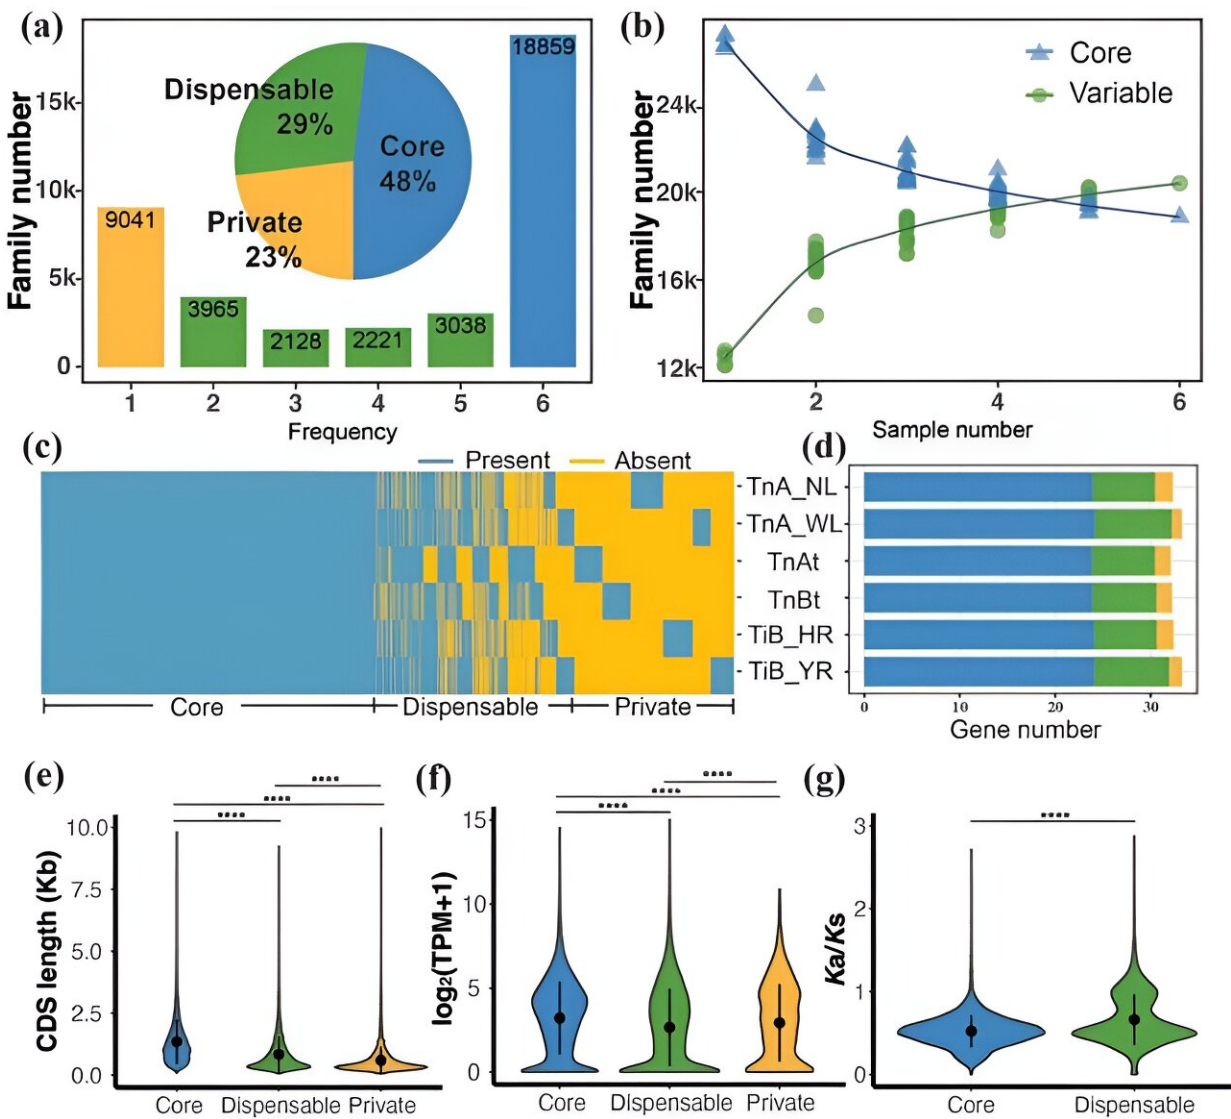 (a)
Family number
15k
10k
5k
0
9041
3965
2128
2221
3038
18859
Dispensable
29%
Core
48%
Private
23%
1 2 3 4 5 6
Frequency
(b)
Family number
24k
20k
16k
12k
Core
Variable
2 4 6
Sample number
(c)
Present Absent
TnA_NL
TnA_WL
TnAt
TnBt
TiB_HR
TiB_YR
Core Dispensable Private
(d)
0 10 20 30
Gene number
(e)
CDS length (Kb)
10.0
7.5
5.0
2.5
0.0
****
****
****
Core Dispensable Private
(f)
log₂(TPM+1)
15
10
5
0
****
****
****
Core Dispensable Private
(g)
Ka/Ks
3
2
1
0
****
Core Dispensable